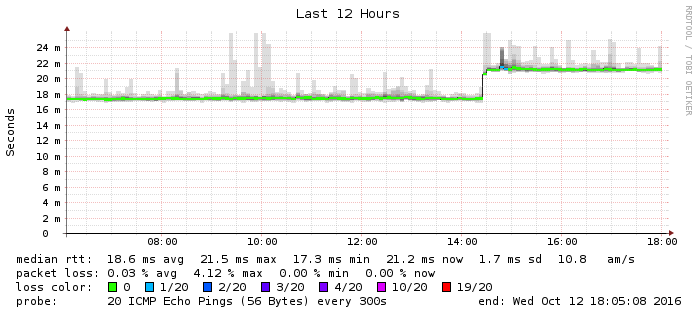 Last 12 Hours
RRDTOOL / TOBI OETIKER
Seconds
24 m
22 m
20 m
18 m
16 m
14 m
12 m
10 m
8 m
6 m
4 m
2 m
0
08:00 10:00 12:00 14:00 16:00 18:00
median rtt: 18.6 ms avg 21.5 ms max 17.3 ms min 21.2 ms now 1.7 ms sd 10.8 am/s
packet loss: 0.03 % avg 4.12 % max 0.00 % min 0.00 % now
loss color: 0 1/20 2/20 3/20 4/20 10/20 19/20
probe: 20 ICMP Echo Pings (56 Bytes) every 300s end: Wed Oct 12 18:05:08 2016